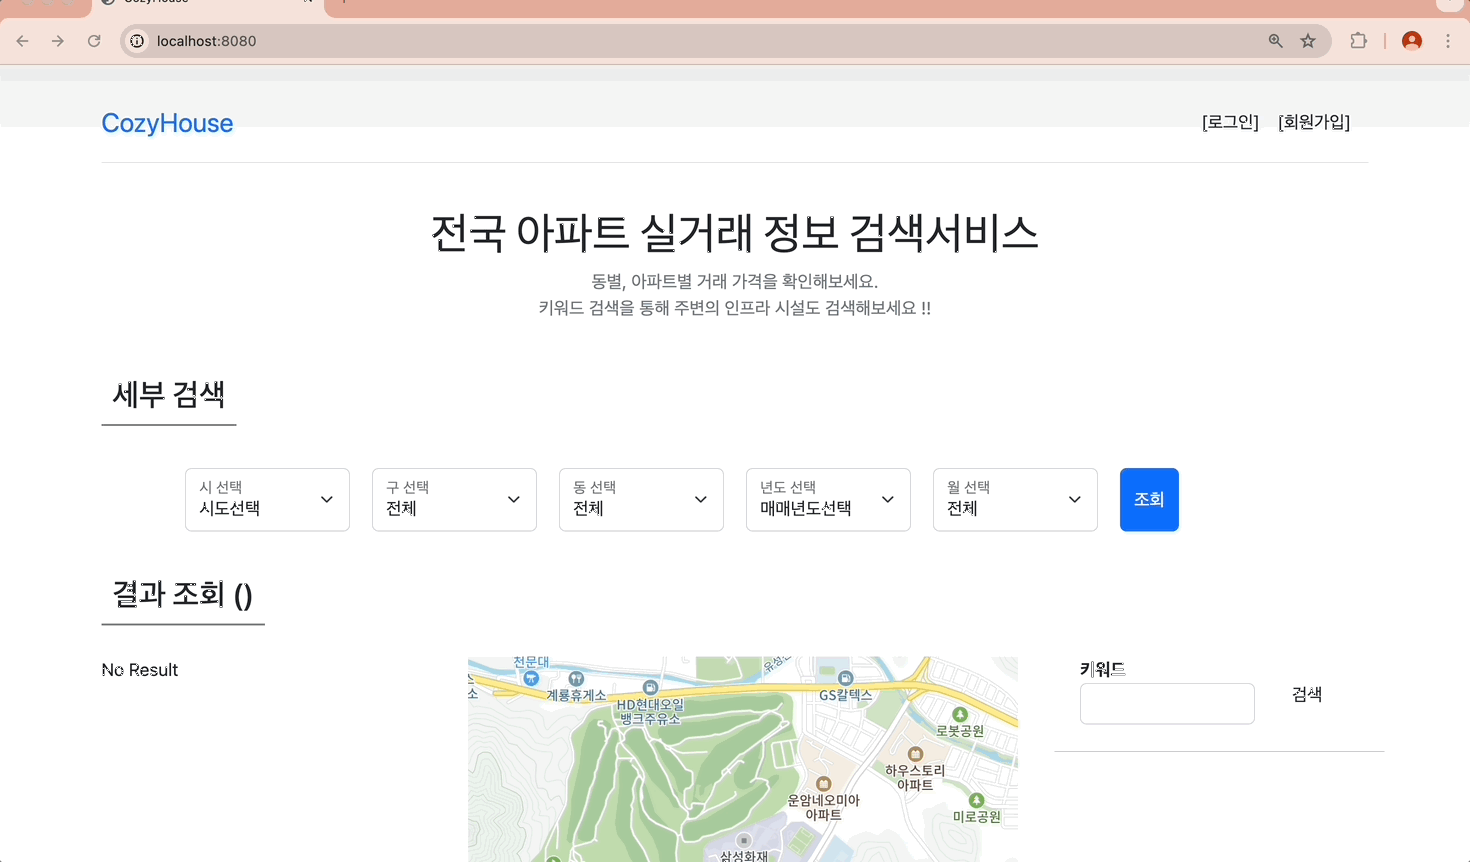 localhost:8080
CozyHouse
[로그인] [회원가입]
전국 아파트 실거래 정보 검색서비스
동별, 아파트별 거래 가격을 확인해보세요.
키워드 검색을 통해 주변의 인프라 시설도 검색해보세요 !!
세부 검색
시 선택
시도선택
구 선택
전체
동 선택
전체
년도 선택
매매년도선택
월 선택
전체
조회
결과 조회 ()
No Result
전문대
계룡휴게소
HD현대오일
뱅크주유소
GS칼텍스
로봇공원
하우스토리
아파트
운암네오미아
아파트
미로공원
삼성화재
키워드
검색